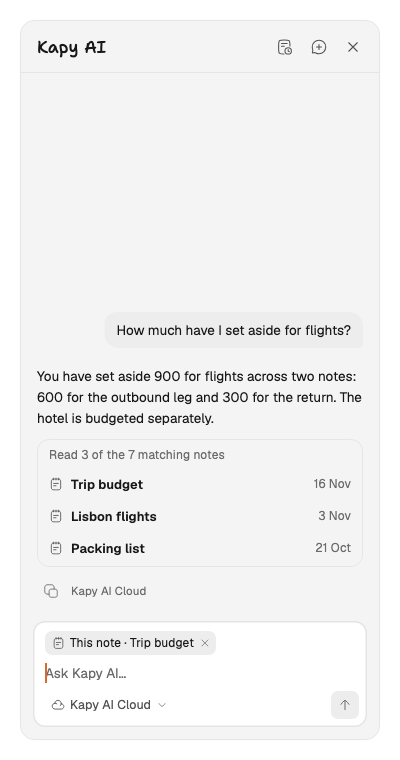 Kapy AI
How much have I set aside for flights?
You have set aside 900 for flights across two notes:
600 for the outbound leg and 300 for the return. The
hotel is budgeted separately.
Read 3 of the 7 matching notes
Trip budget 16 Nov
Lisbon flights 3 Nov
Packing list 21 Oct
Kapy AI Cloud
This note · Trip budget
Ask Kapy AI...
Kapy AI Cloud